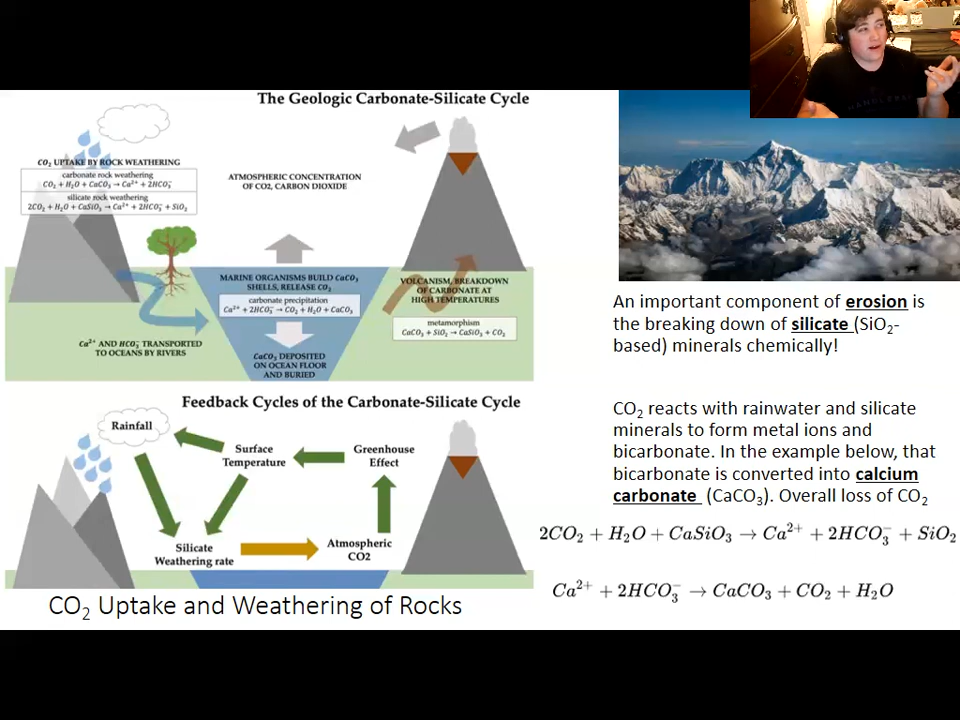 The Geologic Carbonate-Silicate Cycle
CO₂ UPTAKE BY ROCK WEATHERING
carbonate rock weathering
CO₂ + H₂O + CaCO₃ → Ca²⁺ + 2HCO₃⁻
silicate rock weathering
2CO₂ + H₂O + CaSiO₃ → Ca²⁺ + 2HCO₃⁻ + SiO₂
ATMOSPHERIC CONCENTRATION
OF CO2, CARBON DIOXIDE
MARINE ORGANISMS BUILD CaCO₃
SHELLS, RELEASE CO₂
carbonate precipitation
Ca²⁺ + 2HCO₃⁻ → CO₂ + H₂O + CaCO₃
VOLCANISM, BREAKDOWN
OF CARBONATE AT
HIGH TEMPERATURES
metamorphism
CaCO₃ + SiO₂ → CaSiO₃ + CO₂
Ca²⁺ AND HCO₃⁻ TRANSPORTED
TO OCEANS BY RIVERS
CaCO₃ DEPOSITED
ON OCEAN FLOOR
AND BURIED
Feedback Cycles of the Carbonate-Silicate Cycle
Rainfall
Surface
Temperature
Greenhouse
Effect
Silicate
Weathering rate
Atmospheric
CO2
CO₂ Uptake and Weathering of Rocks
An important component of erosion is
the breaking down of silicate (SiO₂-
based) minerals chemically!
CO₂ reacts with rainwater and silicate
minerals to form metal ions and
bicarbonate. In the example below, that
bicarbonate is converted into calcium
carbonate (CaCO₃). Overall loss of CO₂
2CO₂ + H₂O + CaSiO₃ → Ca²⁺ + 2HCO₃⁻ + SiO₂
Ca²⁺ + 2HCO₃⁻ → CaCO₃ + CO₂ + H₂O